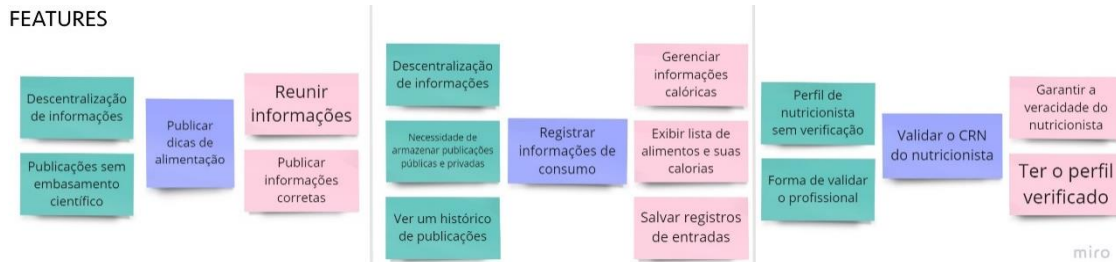 FEATURES
Descentralização
de informações
Publicações sem
embasamento
científico
Publicar
dicas de
alimentação
Reunir
informações
Publicar
informações
corretas
Descentralização
de informações
Necessidade de
armazenar publicações
públicas e privadas
Ver um histórico
de publicações
Registrar
informações de
consumo
Gerenciar
informações
calóricas
Exibir lista de
alimentos e suas
calorias
Salvar registros
de entradas
Perfil de
nutricionista
sem verificação
Forma de validar
o profissional
Validar o CRN
do nutricionista
Garantir a
veracidade do
nutricionista
Ter o perfil
verificado
miro